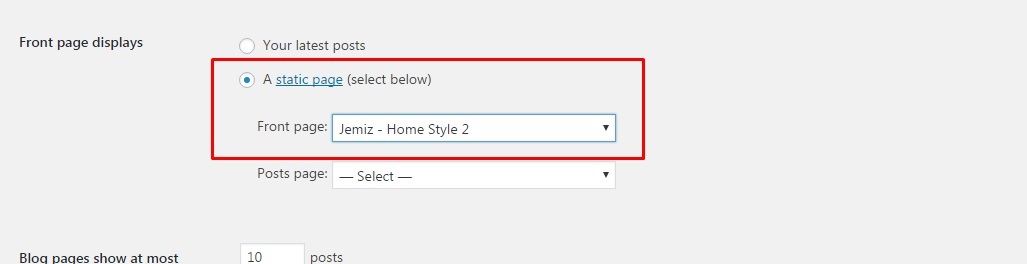 Front page displays
Your latest posts
A static page (select below)
Front page: Jemiz - Home Style 2
Posts page: — Select —
Blog pages show at most 10 posts